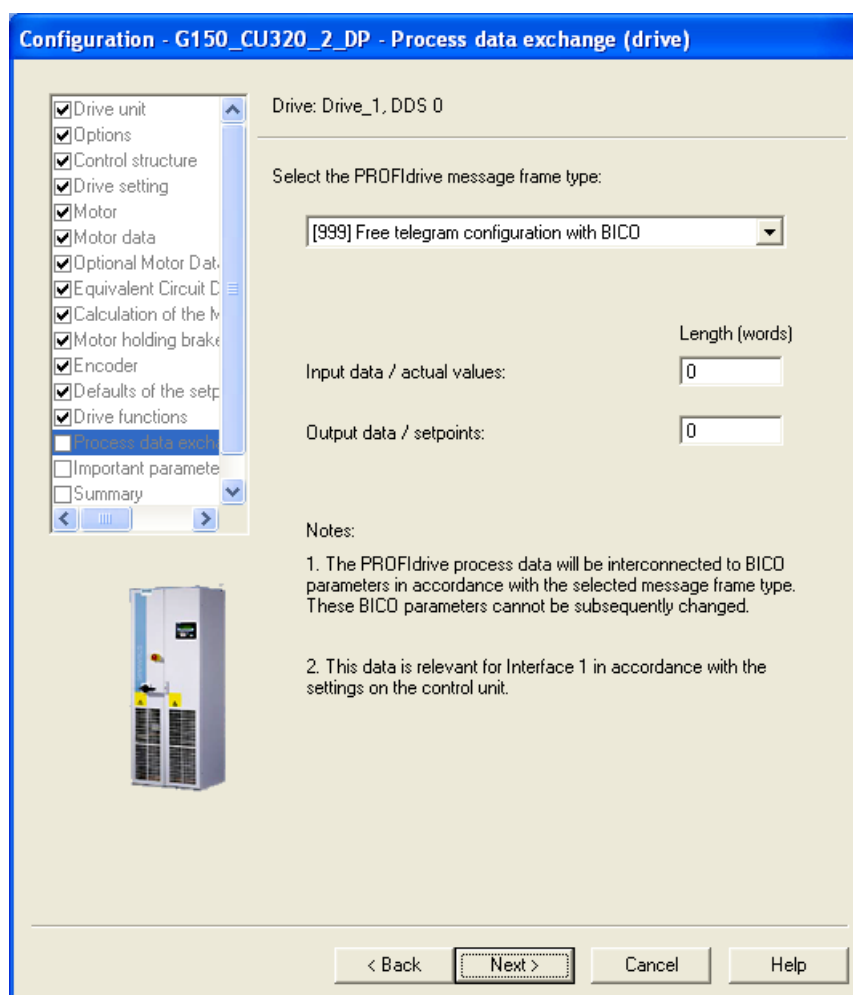 Configuration - G150_CU320_2_DP - Process data exchange (drive)
Drive unit
Options
Control structure
Drive setting
Motor
Motor data
Optional Motor Dat
Equivalent Circuit D
Calculation of the M
Motor holding brake
Encoder
Defaults of the setp
Drive functions
Process data exch
Important paramete
Summary
Drive: Drive_1, DDS 0
Select the PROFIdrive message frame type:
[999] Free telegram configuration with BICO
Length (words)
Input data / actual values:
0
Output data / setpoints:
0
Notes:
1. The PROFIdrive process data will be interconnected to BICO
parameters in accordance with the selected message frame type.
These BICO parameters cannot be subsequently changed.
2. This data is relevant for Interface 1 in accordance with the
settings on the control unit.
< Back
Next >
Cancel
Help